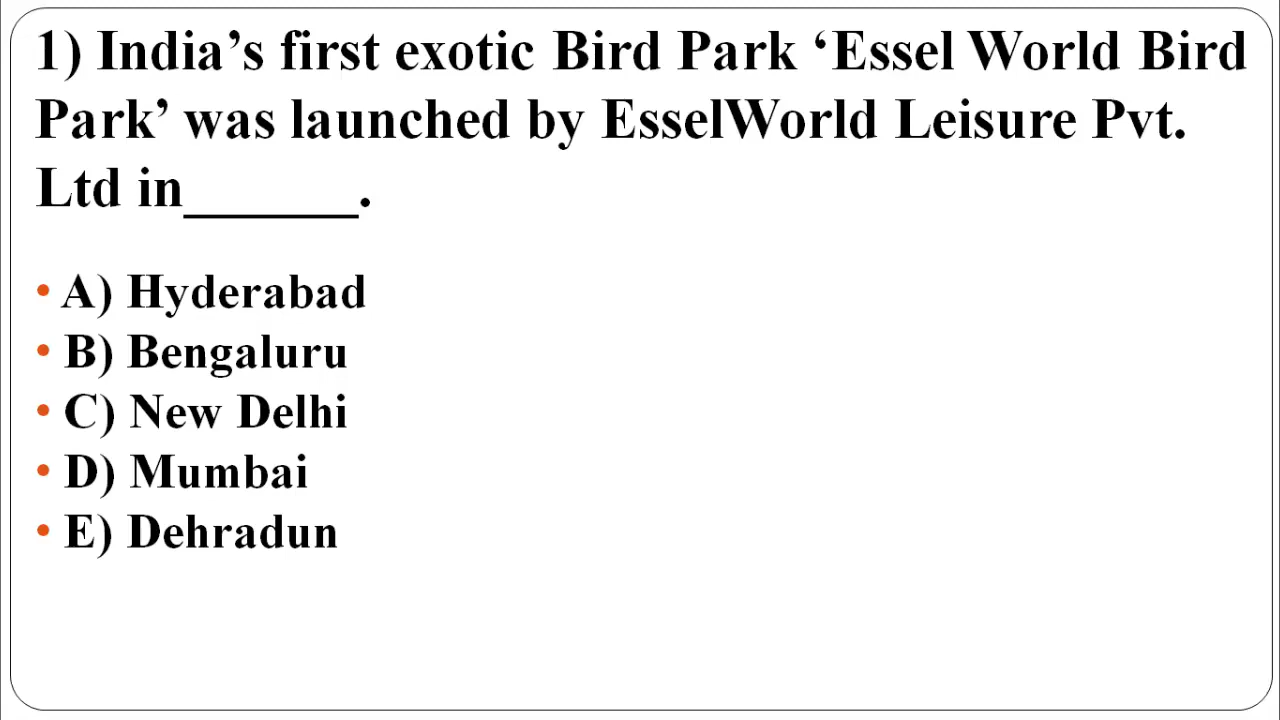 1) India’s first exotic Bird Park ‘Essel World Bird
Park’ was launched by EsselWorld Leisure Pvt.
Ltd in______.
• A) Hyderabad
• B) Bengaluru
• C) New Delhi
• D) Mumbai
• E) Dehradun